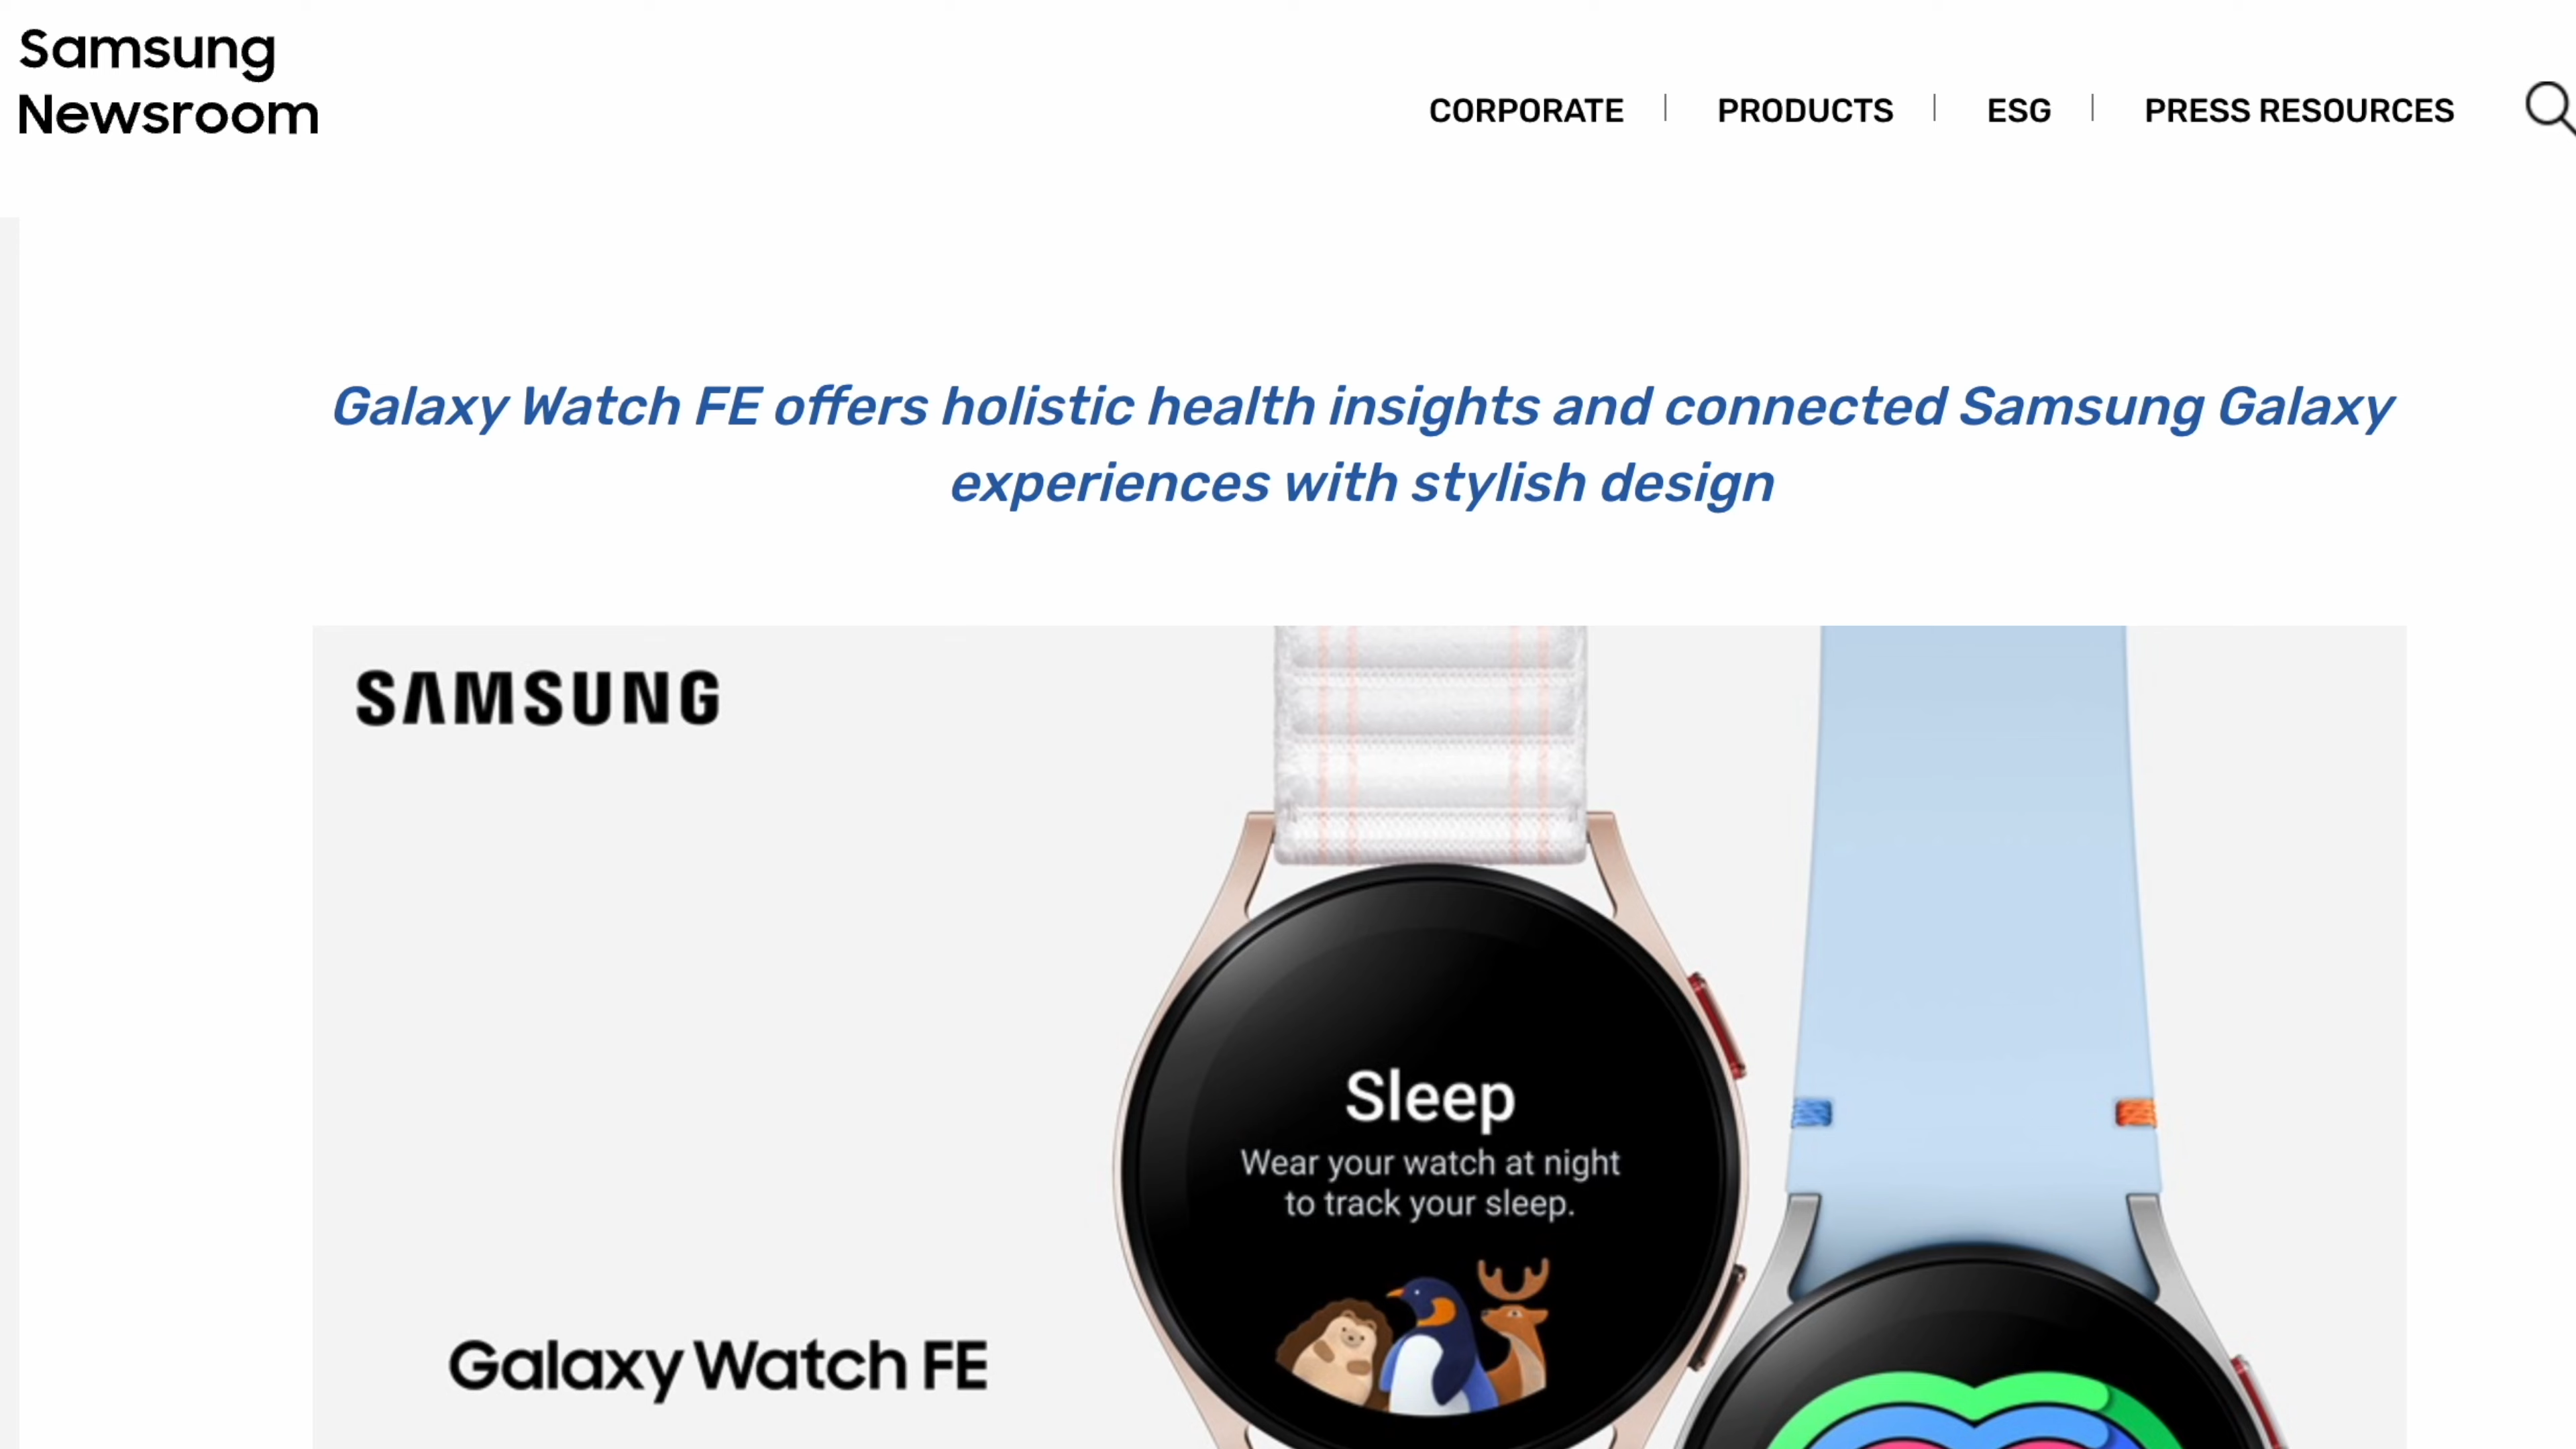 Samsung
Newsroom
CORPORATE
PRODUCTS
ESG
PRESS RESOURCES
Galaxy Watch FE offers holistic health insights and connected Samsung Galaxy
experiences with stylish design
SAMSUNG
Sleep
Wear your watch at night
to track your sleep.
Galaxy Watch FE